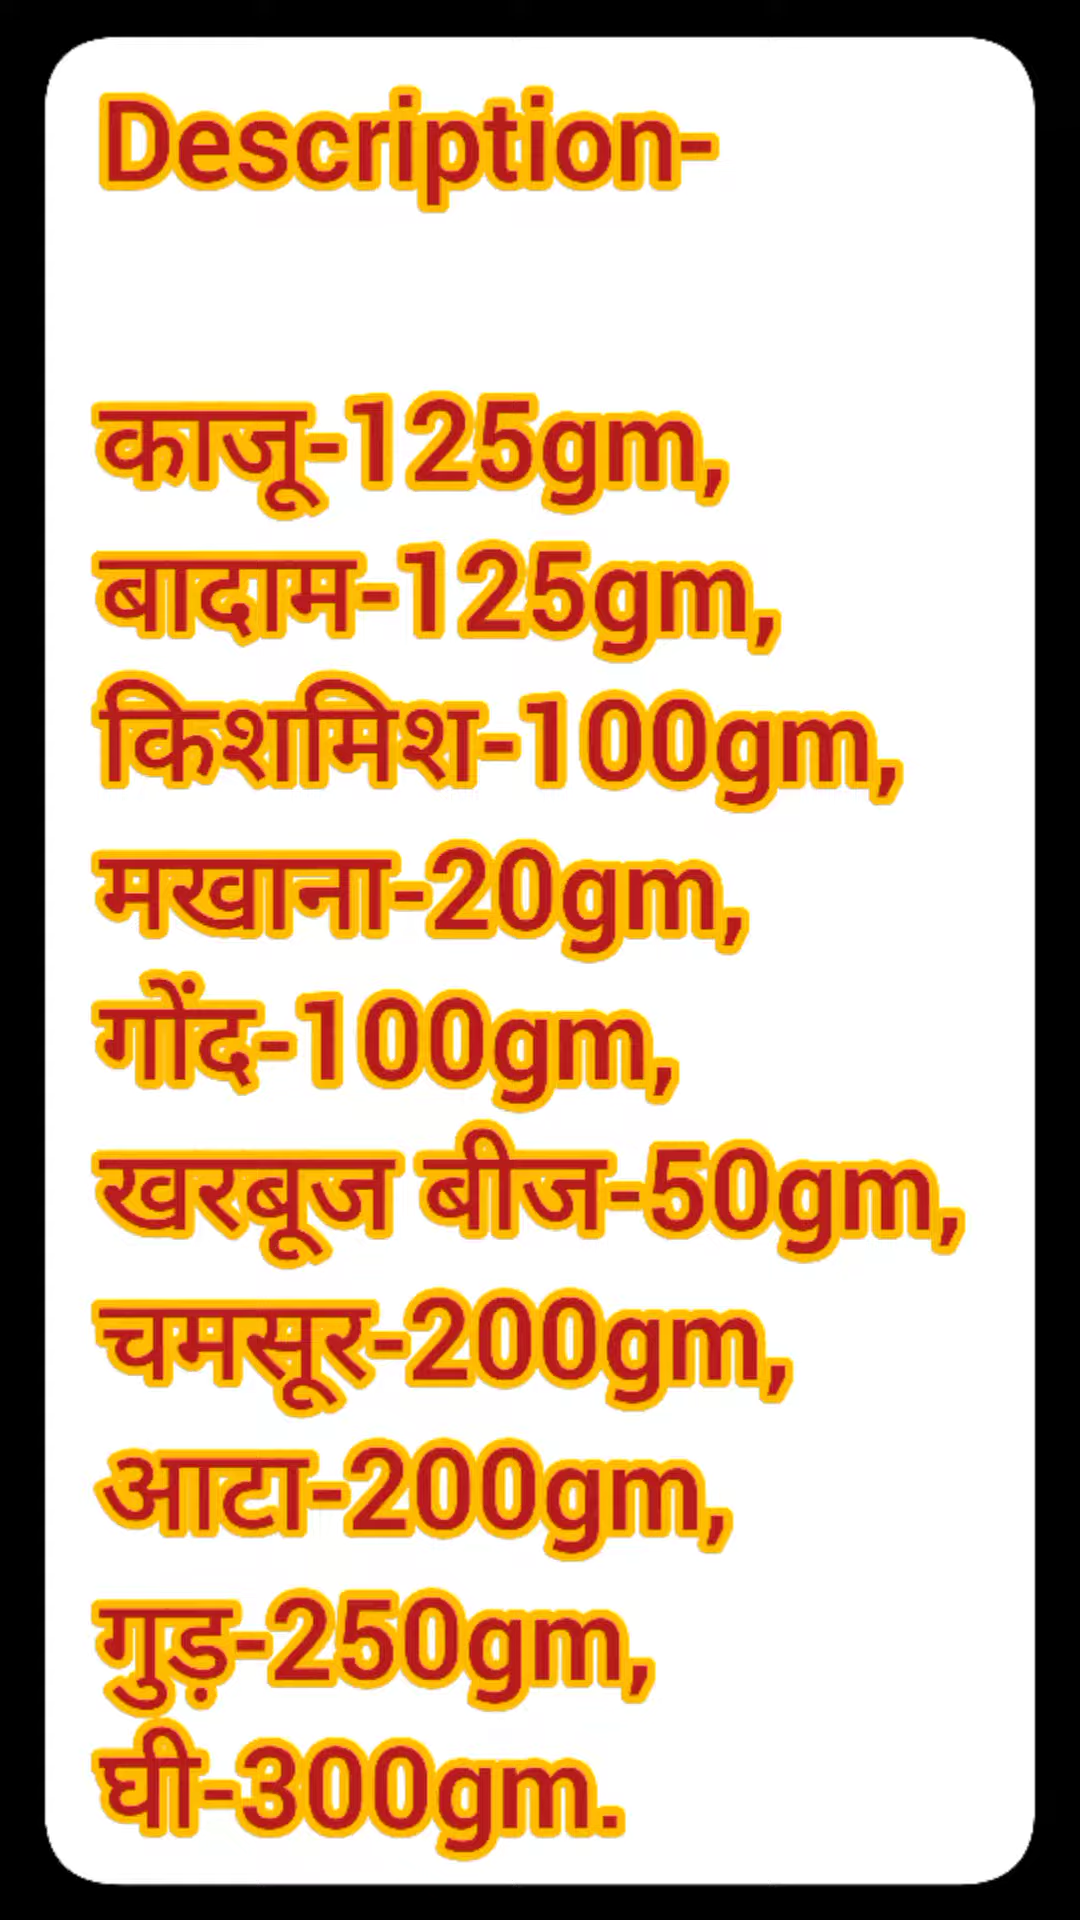 Description-
काजू-125gm,
बादाम-125gm,
किशमिश-100gm,
मखाना-20gm,
गोंद-100gm,
खरबूज बीज-50gm,
चमसूर-200gm,
आटा-200gm,
गुड़-250gm,
घी-300gm.